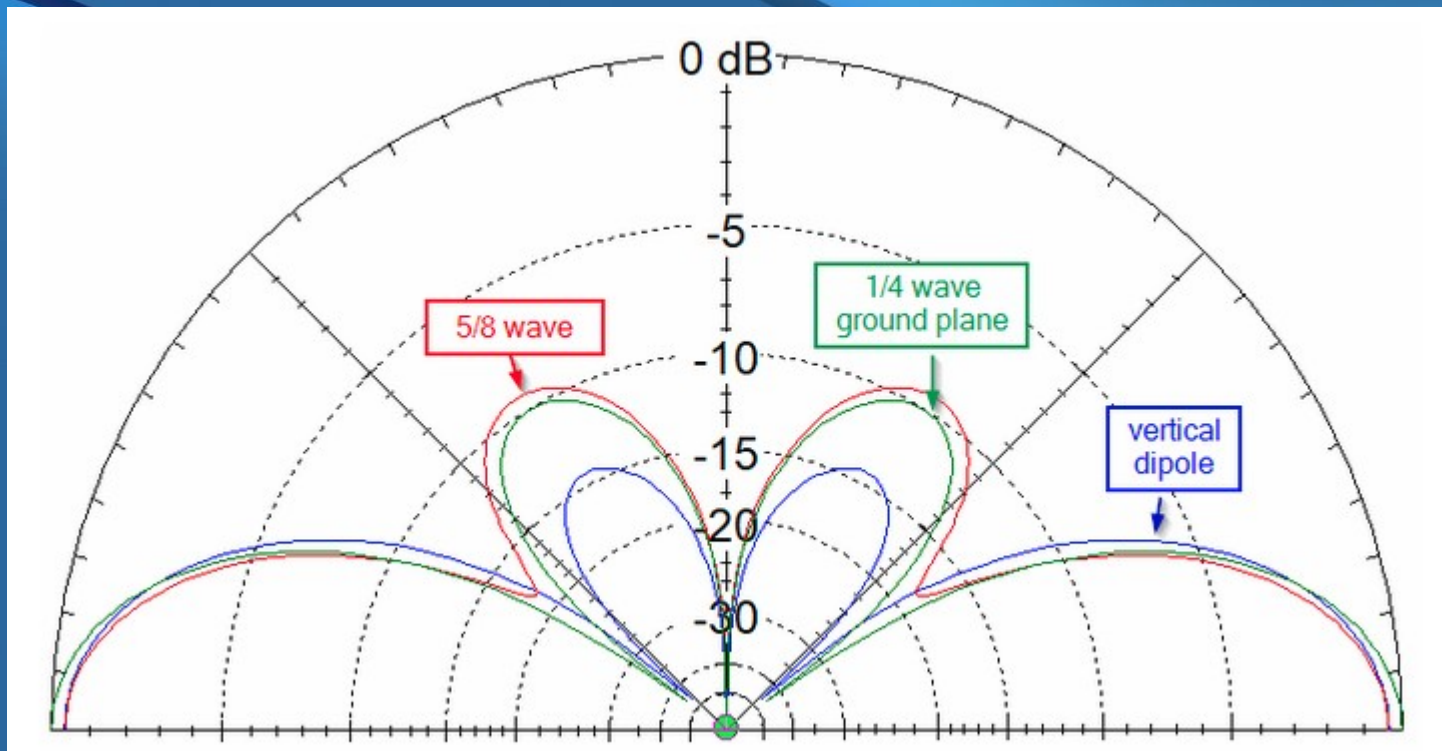 0 dB
-5
1/4 wave
ground plane
5/8 wave
-10
vertical
dipole
-15
-20
-30